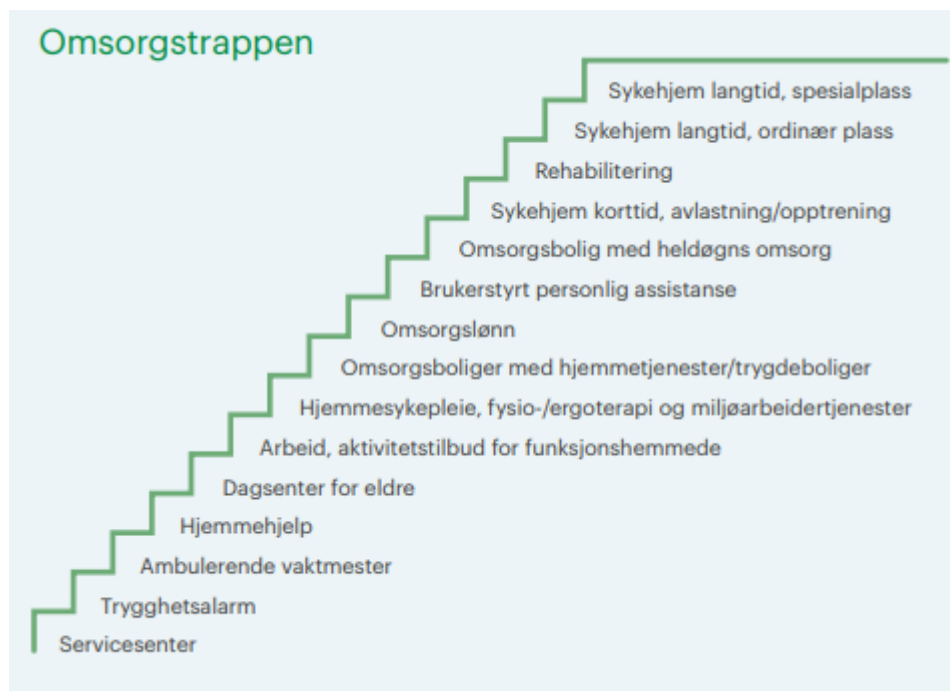 Omsorgstrappen
Sykehjem langtid, spesialplass
Sykehjem langtid, ordinær plass
Rehabilitering
Sykehjem korttid, avlastning/opptrening
Omsorgsbolig med heldøgns omsorg
Brukerstyrt personlig assistanse
Omsorgslønn
Omsorgsboliger med hjemmetjenester/trygdeboliger
Hjemmesykepleie, fysio-/ergoterapi og miljøarbeidertjenester
Arbeid, aktivitetstilbud for funksjonshemmede
Dagsenter for eldre
Hjemmehjelp
Ambulerende vaktmester
Trygghetsalarm
Servicesenter